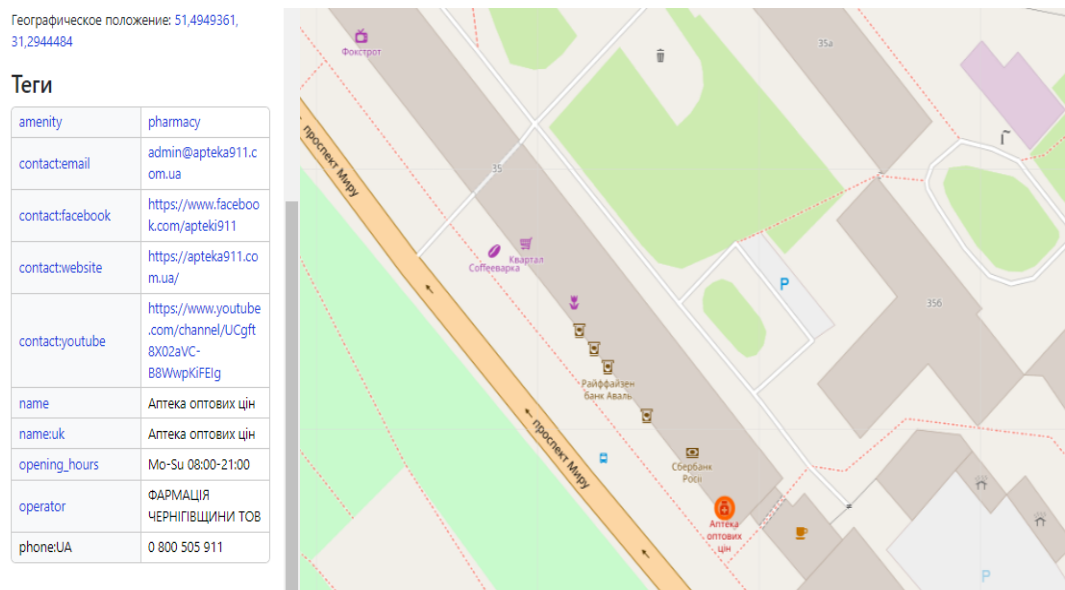 Географическое положение: 51,4949361,
31,2944484
Теги
amenity pharmacy
contact:email admin@apteka911.c
om.ua
contact:facebook https://www.faceboo
k.com/apteki911
contact:website https://apteka911.co
m.ua/
contact:youtube https://www.youtube
.com/channel/UCgft
8X02aVC-
B8WwpKiFEIg
name Аптека оптових цін
name:uk Аптека оптових цін
opening_hours Mo-Su 08:00-21:00
operator ФАРМАЦІЯ
ЧЕРНІГІВЩИНИ ТОВ
phone:UA 0 800 505 911
Фокстрот
35а
проспект Миру
35
Квартал
Coffeeварка
P
35б
Райффайзен
банк Аваль
проспект Миру
Сбербанк
Росії
Аптека
оптових
цін
P